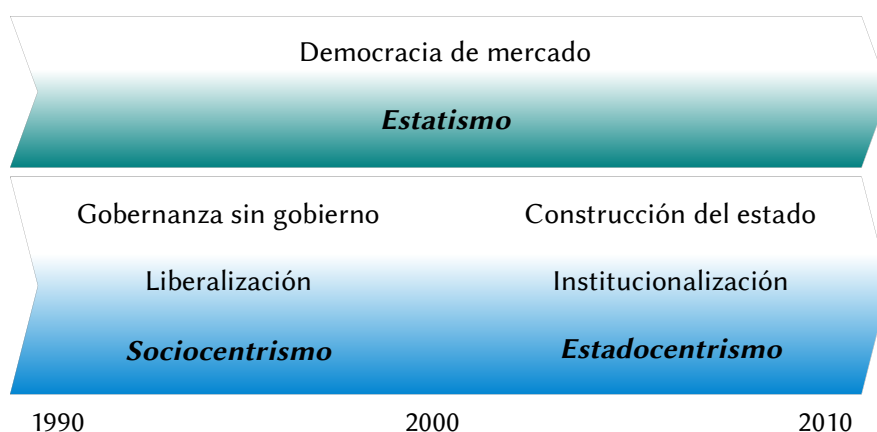 Democracia de mercado
Estatismo
Gobernanza sin gobierno
Construcción del estado
Liberalización
Institucionalización
Sociocentrismo
Estadocentrismo
1990
2000
2010